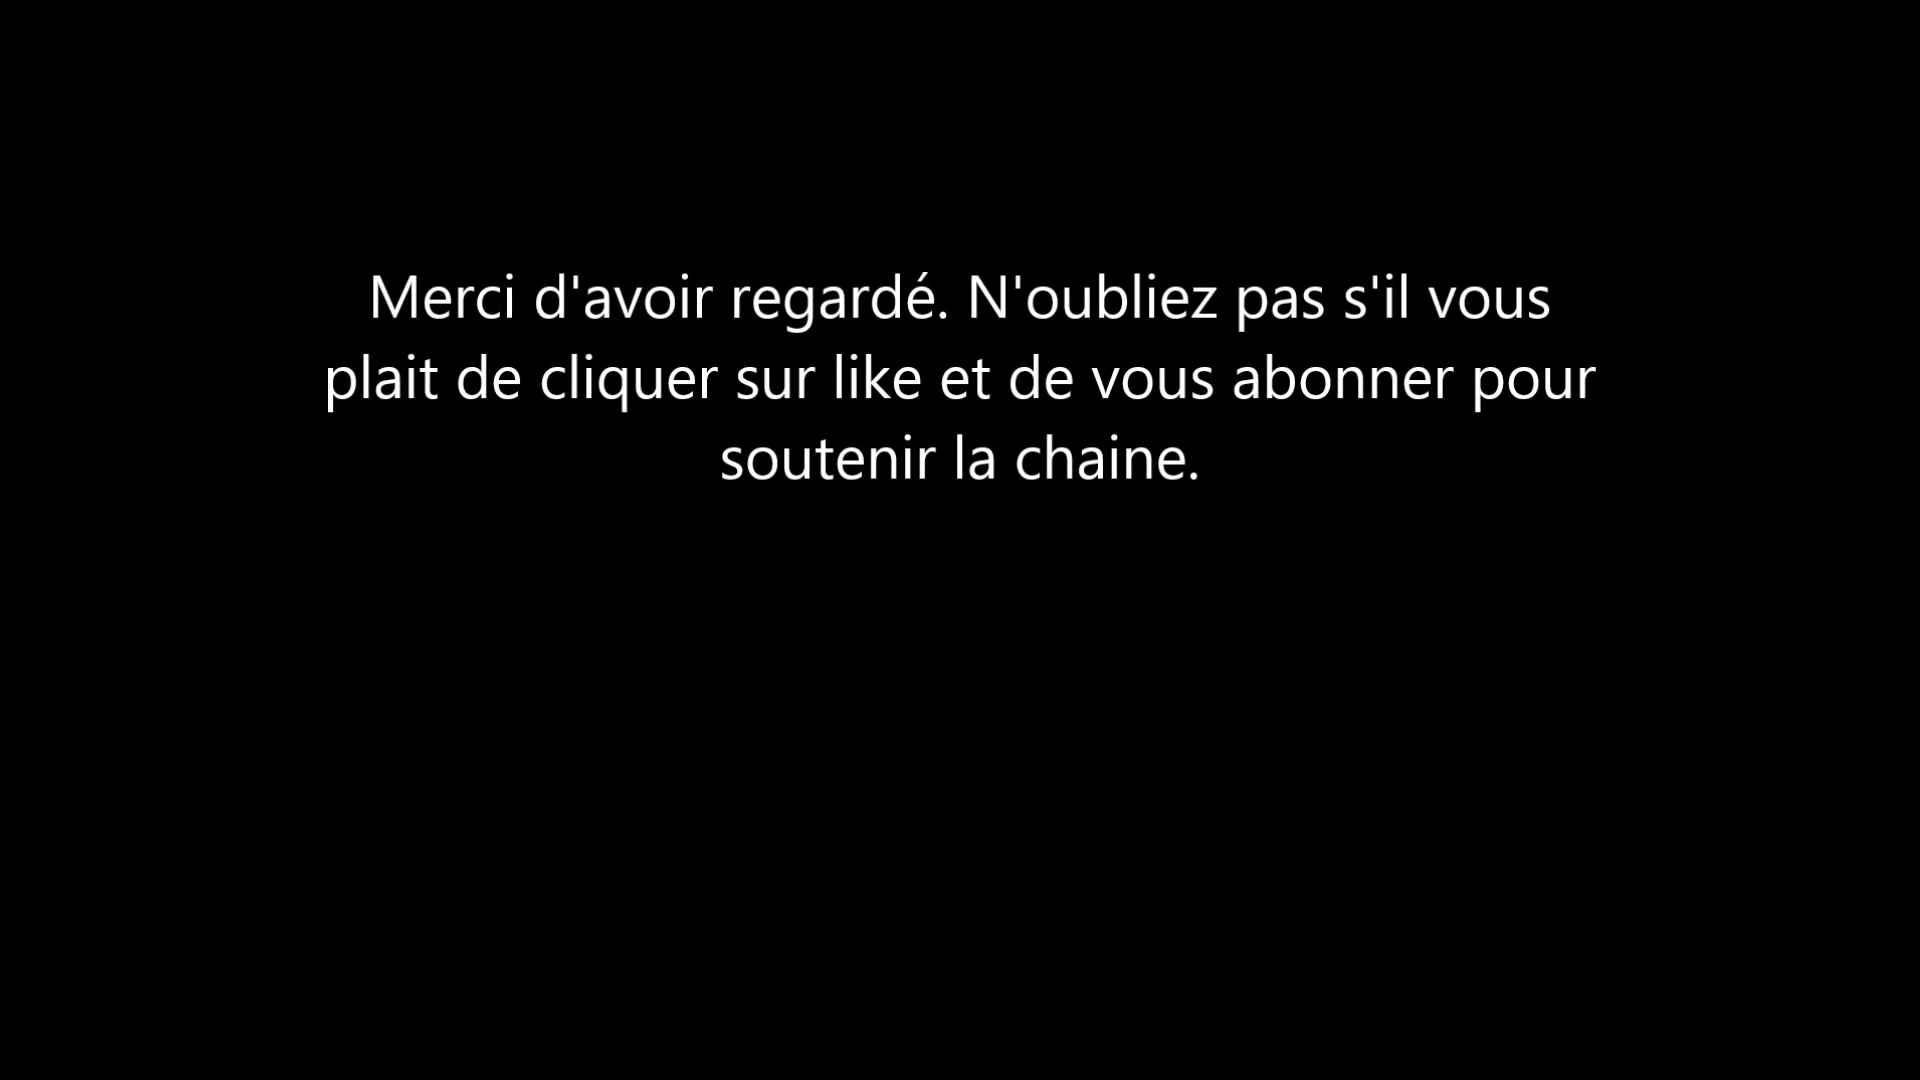 Merci d'avoir regardé. N'oubliez pas s'il vous
plait de cliquer sur like et de vous abonner pour
soutenir la chaine.